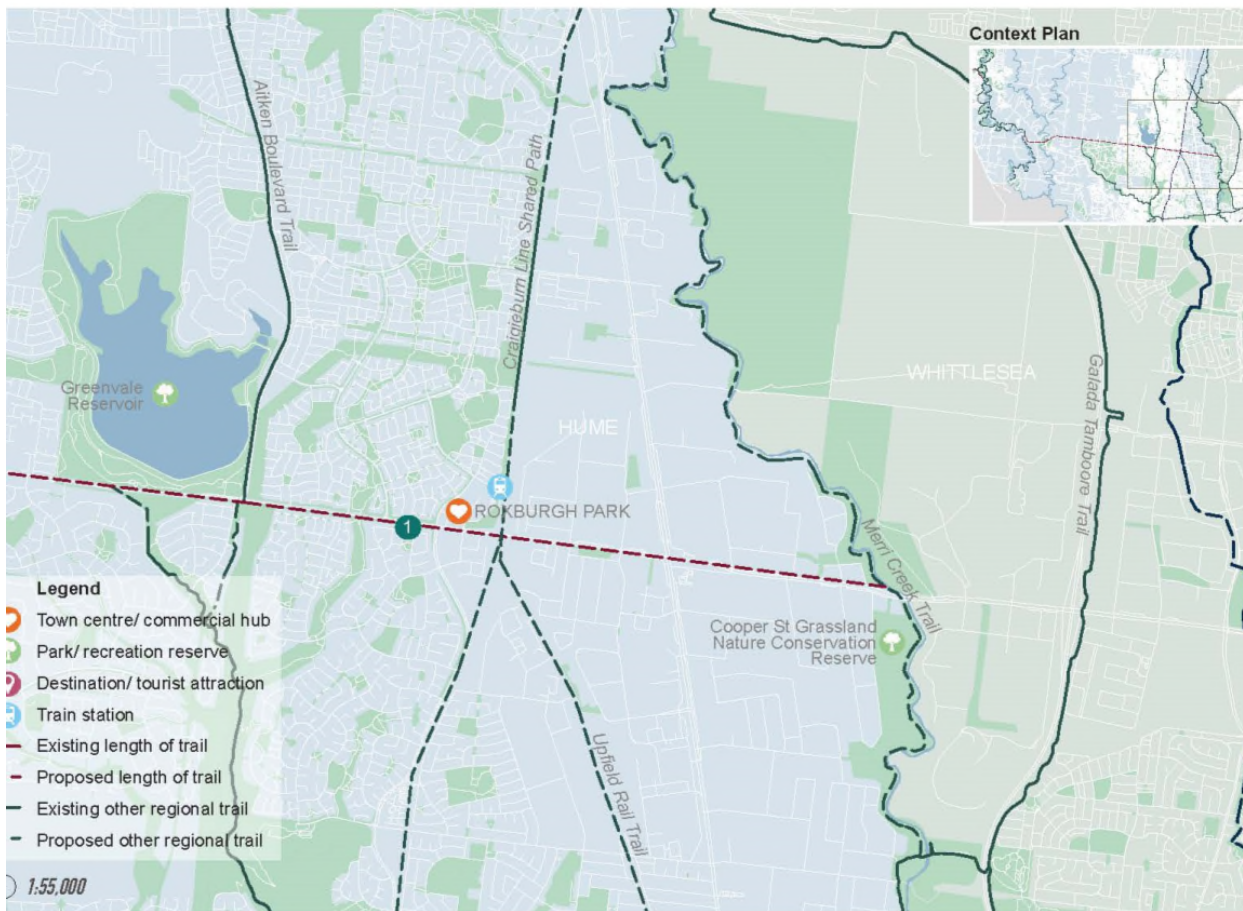 Context Plan
Aitken Boulevard Trail
Craigieburn Line Shared Path
Greenvale
Reservoir
WHITTLESEA
HUME
Galada Tamboore Trail
ROXBURGH PARK
1
Merri Creek Trail
Cooper St Grassland
Nature Conservation
Reserve
Upfield Rail Trail
Legend
Town centre/ commercial hub
Park/ recreation reserve
Destination/ tourist attraction
Train station
Existing length of trail
Proposed length of trail
Existing other regional trail
Proposed other regional trail
1:55,000